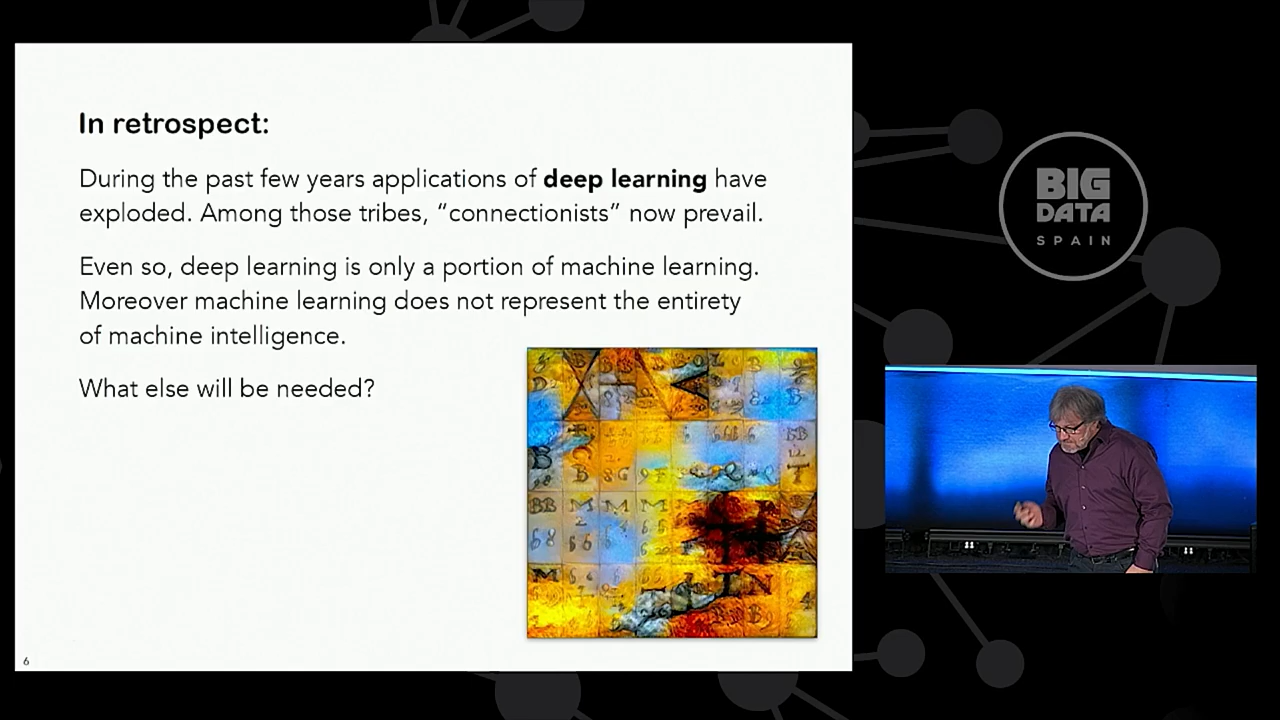 In retrospect:
During the past few years applications of deep learning have
exploded. Among those tribes, “connectionists” now prevail.
Even so, deep learning is only a portion of machine learning.
Moreover machine learning does not represent the entirety
of machine intelligence.
What else will be needed?
6
BIG
DATA
SPAIN